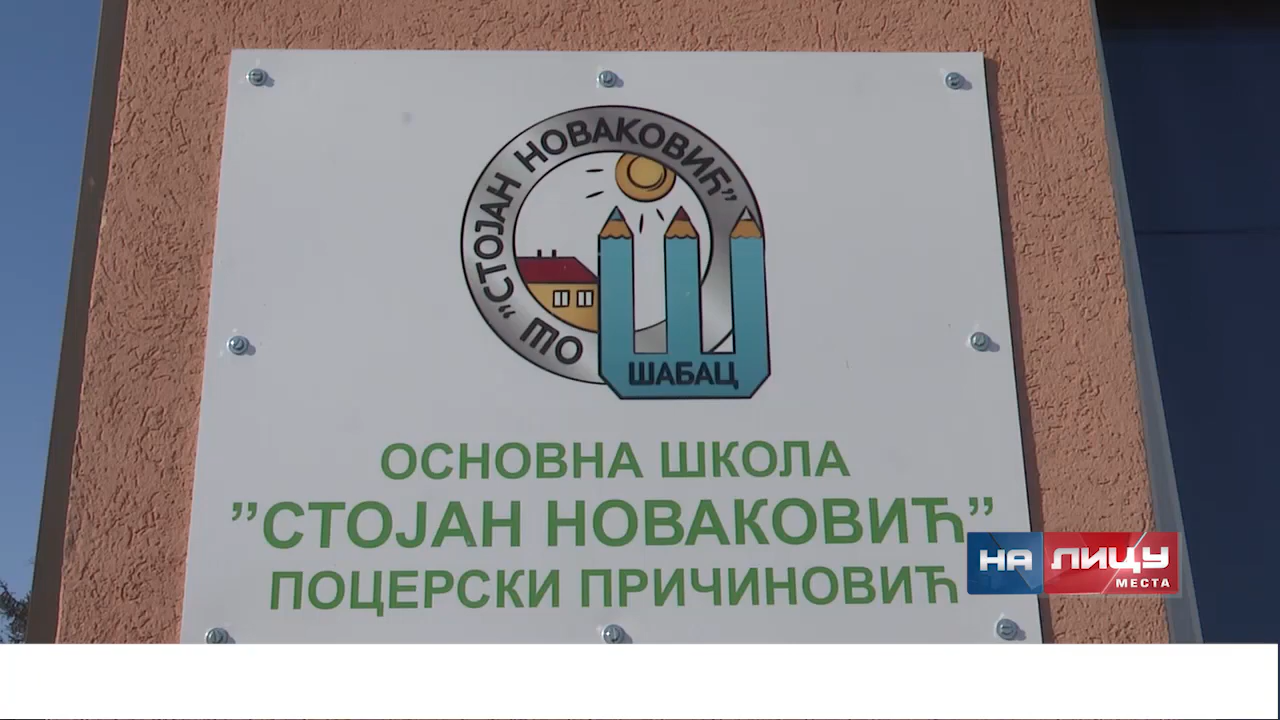 ОШ "СТОЈАН НОВАКОВИЋ"
ШАБАЦ
ОСНОВНА ШКОЛА
"СТОЈАН НОВАКОВИЋ"
ПОЦЕРСКИ ПРИЧИНОВИЋ
НА ЛИЦУ
МЕСТА